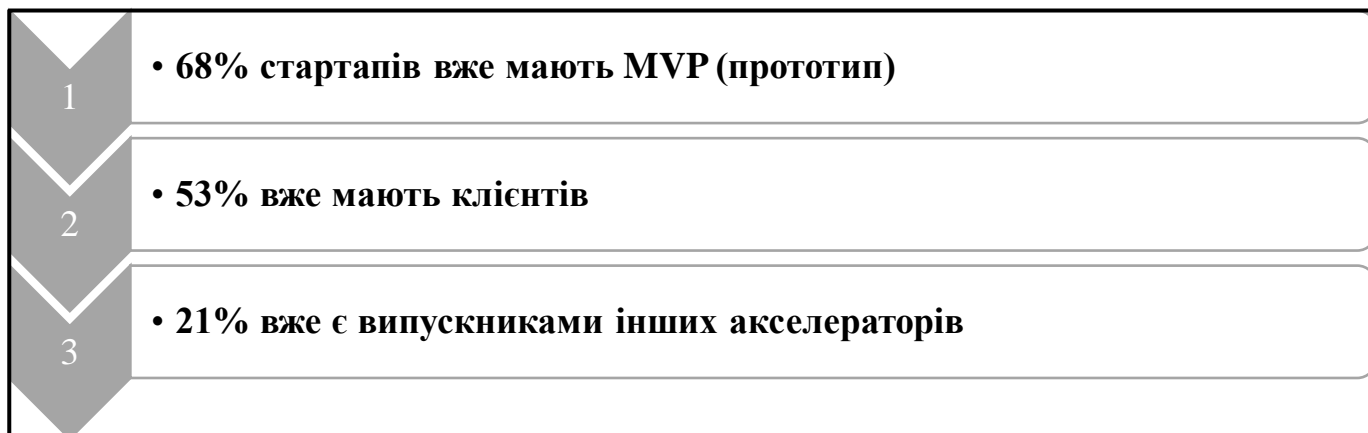 1
• 68% стартапів вже мають MVP (прототип)
2
• 53% вже мають клієнтів
3
• 21% вже є випускниками інших акселераторів